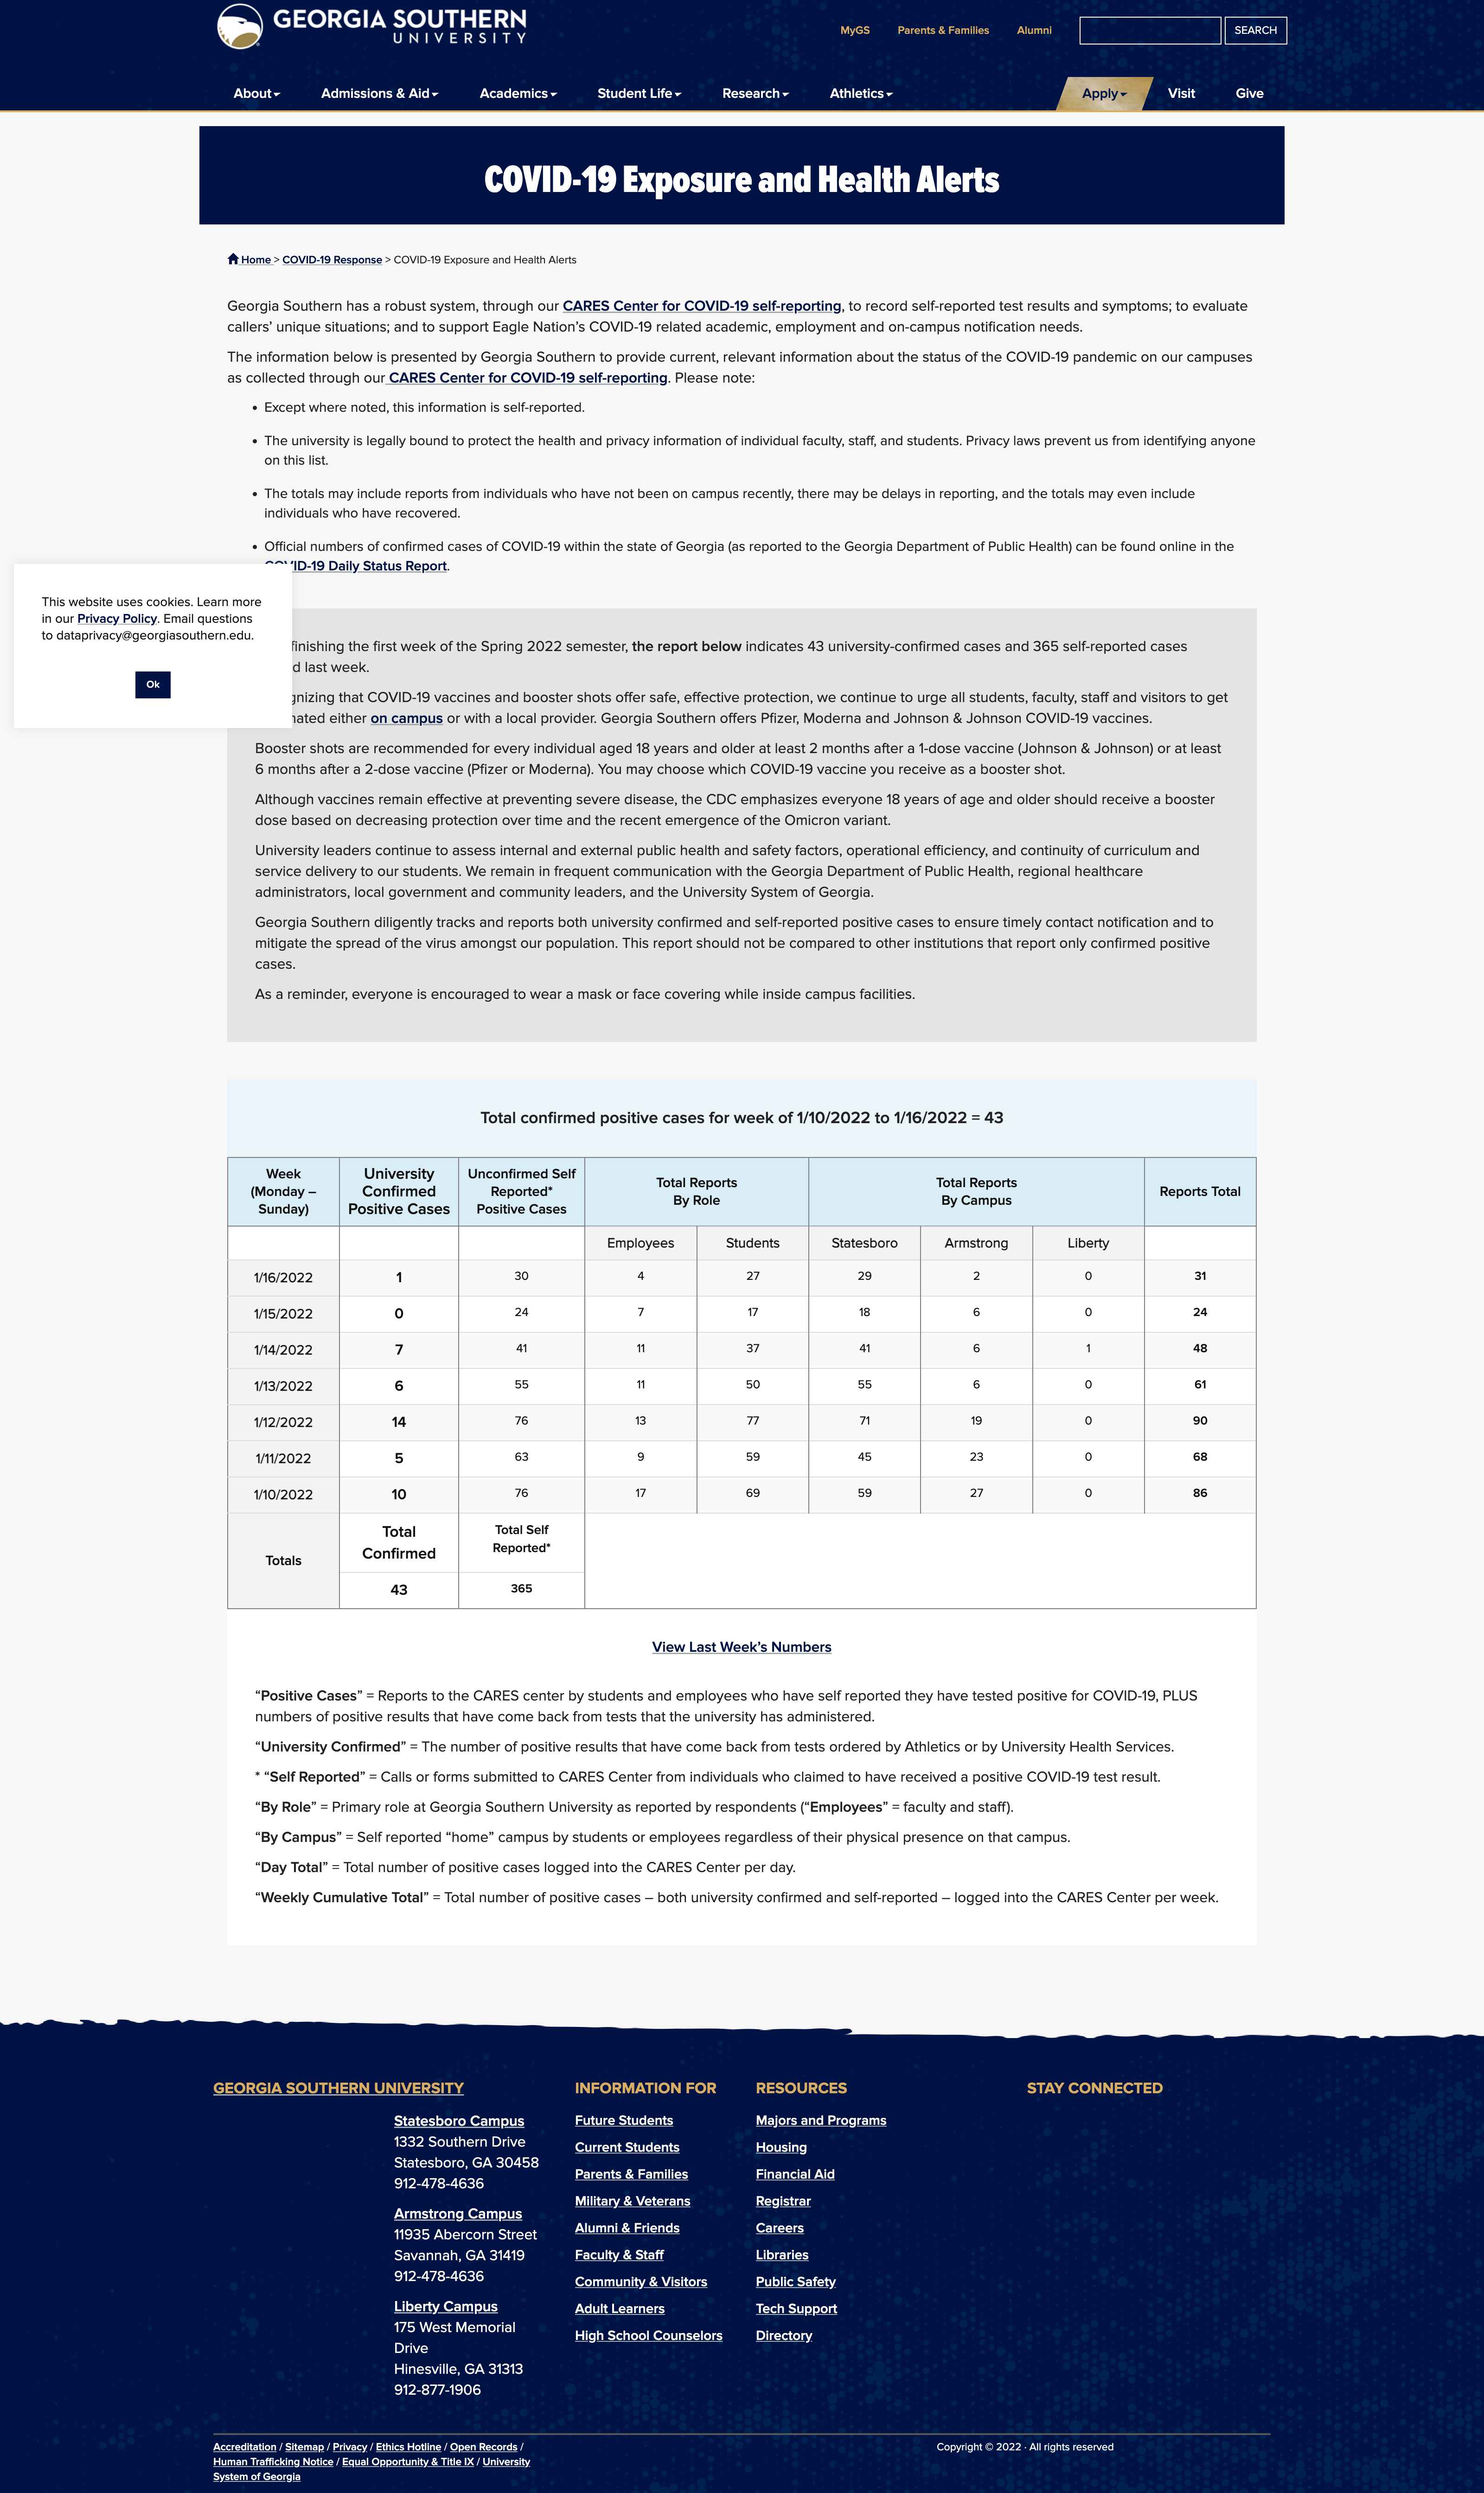 GEORGIA SOUTHERN
UNIVERSITY
MyGS Parents & Families Alumni SEARCH
About Admissions & Aid Academics Student Life Research Athletics Apply Visit Give
COVID-19 Exposure and Health Alerts
Home > COVID-19 Response > COVID-19 Exposure and Health Alerts
Georgia Southern has a robust system, through our CARES Center for COVID-19 self-reporting, to record self-reported test results and symptoms; to evaluate
callers’ unique situations; and to support Eagle Nation’s COVID-19 related academic, employment and on-campus notification needs.
The information below is presented by Georgia Southern to provide current, relevant information about the status of the COVID-19 pandemic on our campuses
as collected through our CARES Center for COVID-19 self-reporting. Please note:
• Except where noted, this information is self-reported.
• The university is legally bound to protect the health and privacy information of individual faculty, staff, and students. Privacy laws prevent us from identifying anyone
on this list.
• The totals may include reports from individuals who have not been on campus recently, there may be delays in reporting, and the totals may even include
individuals who have recovered.
• Official numbers of confirmed cases of COVID-19 within the state of Georgia (as reported to the Georgia Department of Public Health) can be found online in the
COVID-19 Daily Status Report.
This website uses cookies. Learn more
in our Privacy Policy. Email questions
to dataprivacy@georgiasouthern.edu.
Ok
finishing the first week of the Spring 2022 semester, the report below indicates 43 university-confirmed cases and 365 self-reported cases
last week.
that COVID-19 vaccines and booster shots offer safe, effective protection, we continue to urge all students, faculty, staff and visitors to get
either on campus or with a local provider. Georgia Southern offers Pfizer, Moderna and Johnson & Johnson COVID-19 vaccines.
Booster shots are recommended for every individual aged 18 years and older at least 2 months after a 1-dose vaccine (Johnson & Johnson) or at least
6 months after a 2-dose vaccine (Pfizer or Moderna). You may choose which COVID-19 vaccine you receive as a booster shot.
Although vaccines remain effective at preventing severe disease, the CDC emphasizes everyone 18 years of age and older should receive a booster
dose based on decreasing protection over time and the recent emergence of the Omicron variant.
University leaders continue to assess internal and external public health and safety factors, operational efficiency, and continuity of curriculum and
service delivery to our students. We remain in frequent communication with the Georgia Department of Public Health, regional healthcare
administrators, local government and community leaders, and the University System of Georgia.
Georgia Southern diligently tracks and reports both university confirmed and self-reported positive cases to ensure timely contact notification and to
mitigate the spread of the virus amongst our population. This report should not be compared to other institutions that report only confirmed positive
cases.
As a reminder, everyone is encouraged to wear a mask or face covering while inside campus facilities.
Total confirmed positive cases for week of 1/10/2022 to 1/16/2022 = 43
Week (Monday – Sunday) University Confirmed Positive Cases Unconfirmed Self Reported* Positive Cases Total Reports By Role Total Reports By Campus Reports Total
Employees Students Statesboro Armstrong Liberty
1/16/2022 1 30 4 27 29 2 0 31
1/15/2022 0 24 7 17 18 6 0 24
1/14/2022 7 41 11 37 41 6 1 48
1/13/2022 6 55 11 50 55 6 0 61
1/12/2022 14 76 13 77 71 19 0 90
1/11/2022 5 63 9 59 45 23 0 68
1/10/2022 10 76 17 69 59 27 0 86
Totals Total Confirmed Total Self Reported*
43 365
View Last Week’s Numbers
“Positive Cases” = Reports to the CARES center by students and employees who have self reported they have tested positive for COVID-19, PLUS
numbers of positive results that have come back from tests that the university has administered.
“University Confirmed” = The number of positive results that have come back from tests ordered by Athletics or by University Health Services.
* “Self Reported” = Calls or forms submitted to CARES Center from individuals who claimed to have received a positive COVID-19 test result.
“By Role” = Primary role at Georgia Southern University as reported by respondents (“Employees” = faculty and staff).
“By Campus” = Self reported “home” campus by students or employees regardless of their physical presence on that campus.
“Day Total” = Total number of positive cases logged into the CARES Center per day.
“Weekly Cumulative Total” = Total number of positive cases – both university confirmed and self-reported – logged into the CARES Center per week.
GEORGIA SOUTHERN UNIVERSITY
Statesboro Campus
1332 Southern Drive
Statesboro, GA 30458
912-478-4636
Armstrong Campus
11935 Abercorn Street
Savannah, GA 31419
912-478-4636
Liberty Campus
175 West Memorial
Drive
Hinesville, GA 31313
912-877-1906
INFORMATION FOR
Future Students
Current Students
Parents & Families
Military & Veterans
Alumni & Friends
Faculty & Staff
Community & Visitors
Adult Learners
High School Counselors
RESOURCES
Majors and Programs
Housing
Financial Aid
Registrar
Careers
Libraries
Public Safety
Tech Support
Directory
STAY CONNECTED
Accreditation / Sitemap / Privacy / Ethics Hotline / Open Records /
Human Trafficking Notice / Equal Opportunity & Title IX / University
System of Georgia
Copyright © 2022 · All rights reserved